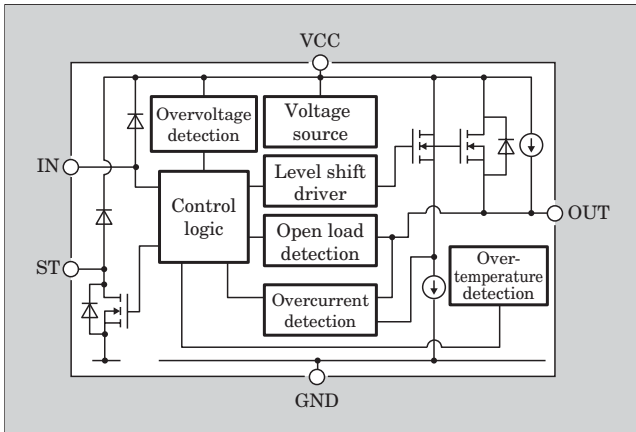 VCC
Overvoltage
detection
Voltage
source
IN
Level shift
driver
Control
logic
OUT
Open load
detection
ST
Over-
temperature
detection
Overcurrent
detection
GND